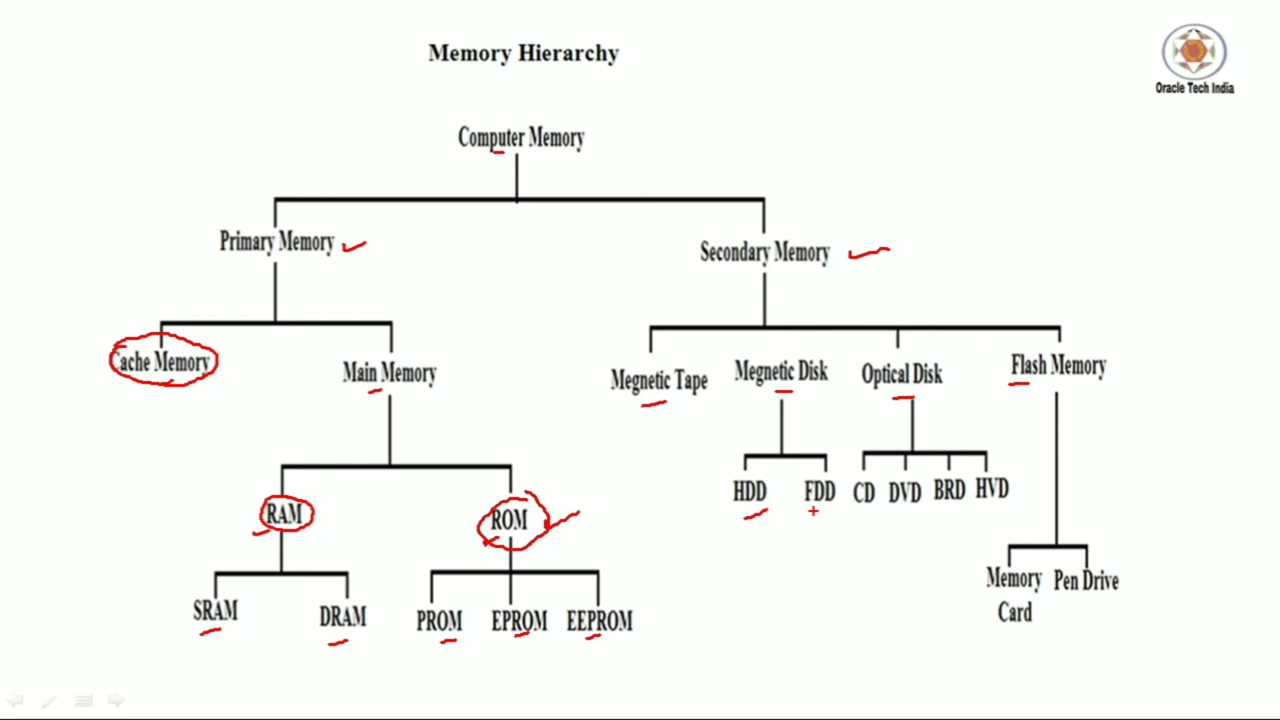 Memory Hierarchy
Oracle Tech India
Computer Memory
Primary Memory
Secondary Memory
Cache Memory
Main Memory
Megnetic Tape
Megnetic Disk
Optical Disk
Flash Memory
HDD
FDD
CD
DVD
BRD
HVD
RAM
ROM
Memory Card
Pen Drive
SRAM
DRAM
PROM
EPROM
EEPROM